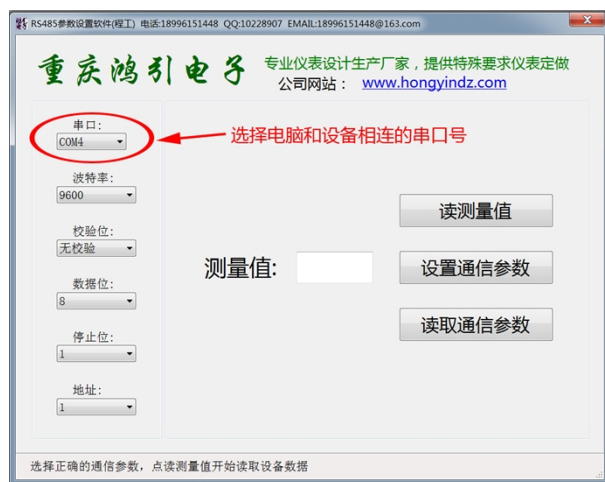 RS485参数设置软件(程工) 电话:18996151448 QQ:10228907 EMAIL:18996151448@163.com
重庆鸿引电子
专业仪表设计生产厂家，提供特殊要求仪表定做
公司网站： www.hongyindz.com
串口:
COM4
选择电脑和设备相连的串口号
波特率:
9600
校验位:
无校验
数据位:
8
停止位:
1
地址:
1
测量值:
读测量值
设置通信参数
读取通信参数
选择正确的通信参数，点读测量值开始读取设备数据